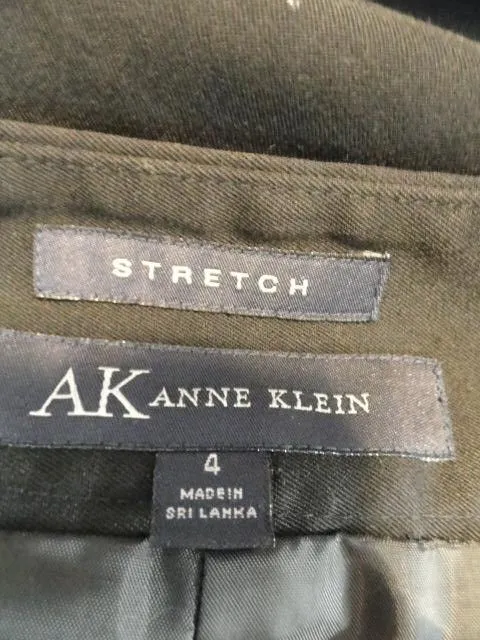 STRETCH
AK ANNE KLEIN
4
MADE IN
SRI LANKA